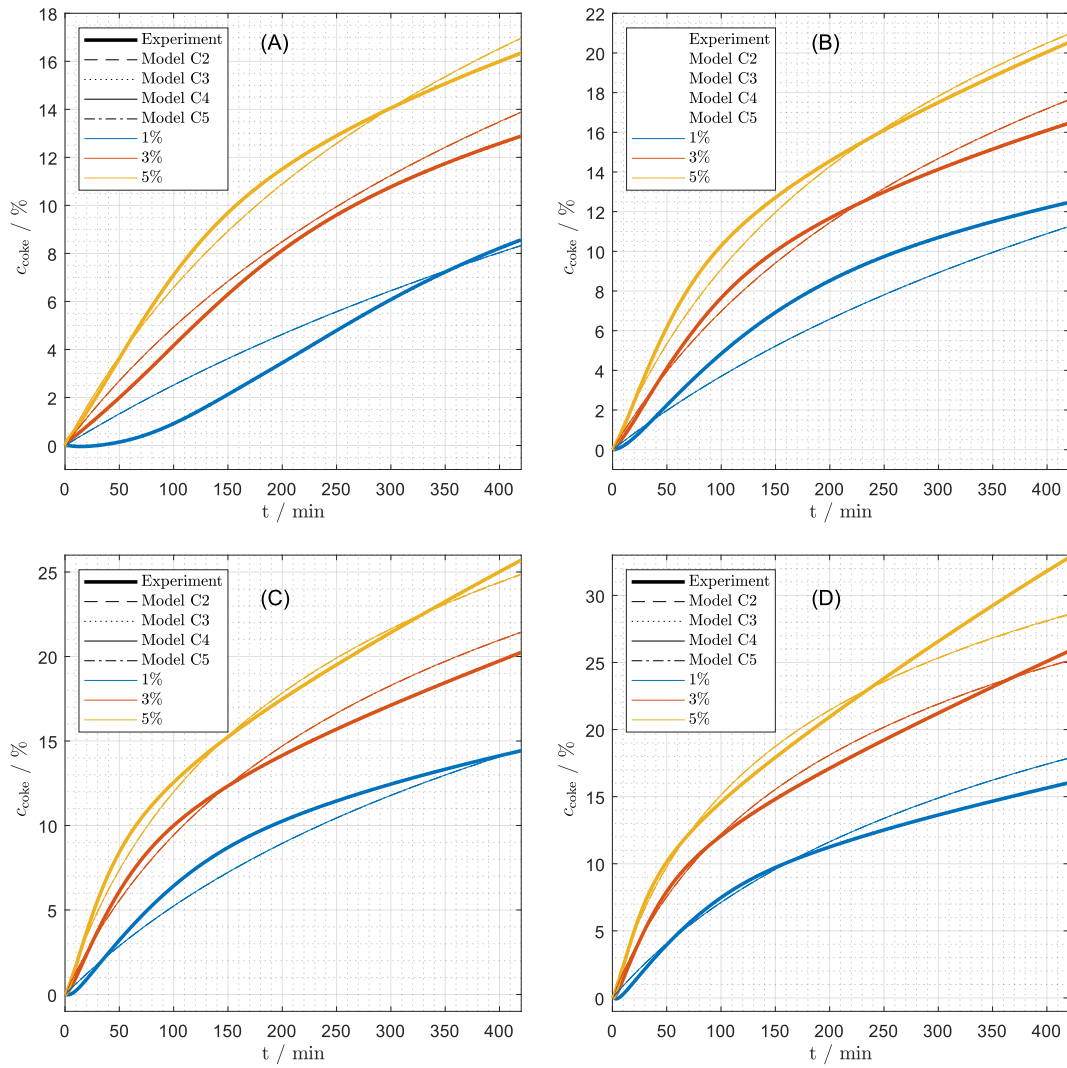 (A)
Experiment
Model C2
Model C3
Model C4
Model C5
1%
3%
5%
18
16
14
12
10
8
6
4
2
0
c_coke / %
0 50 100 150 200 250 300 350 400
t / min
(B)
Experiment
Model C2
Model C3
Model C4
Model C5
1%
3%
5%
22
20
18
16
14
12
10
8
6
4
2
0
c_coke / %
0 50 100 150 200 250 300 350 400
t / min
(C)
Experiment
Model C2
Model C3
Model C4
Model C5
1%
3%
5%
25
20
15
10
5
0
c_coke / %
0 50 100 150 200 250 300 350 400
t / min
(D)
Experiment
Model C2
Model C3
Model C4
Model C5
1%
3%
5%
30
25
20
15
10
5
0
c_coke / %
0 50 100 150 200 250 300 350 400
t / min